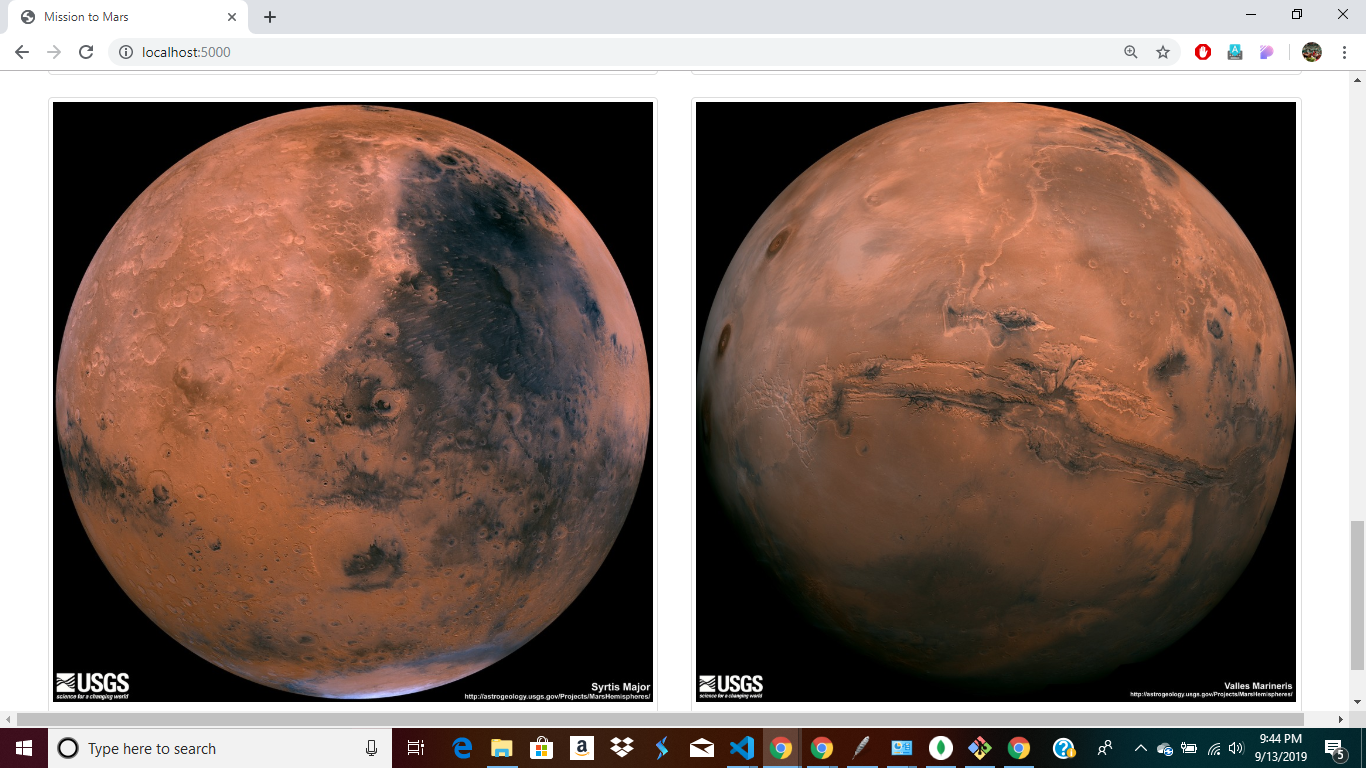 Mission to Mars
localhost:5000
USGS
science for a changing world
Syrtis Major
http://astrogeology.usgs.gov/Projects/MarsHemispheres/
USGS
science for a changing world
Valles Marineris
http://astrogeology.usgs.gov/Projects/MarsHemispheres/
Type here to search
9:44 PM
9/13/2019
5